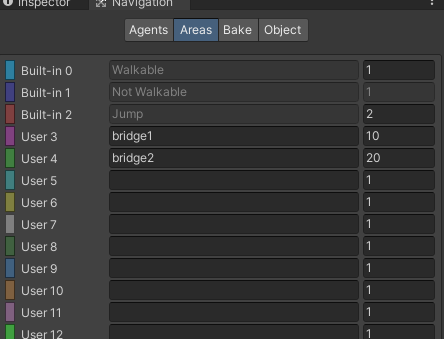 Inspector Navigation
Agents Areas Bake Object
Built-in 0 Walkable 1
Built-in 1 Not Walkable 1
Built-in 2 Jump 2
User 3 bridge1 10
User 4 bridge2 20
User 5 1
User 6 1
User 7 1
User 8 1
User 9 1
User 10 1
User 11 1
User 12 1